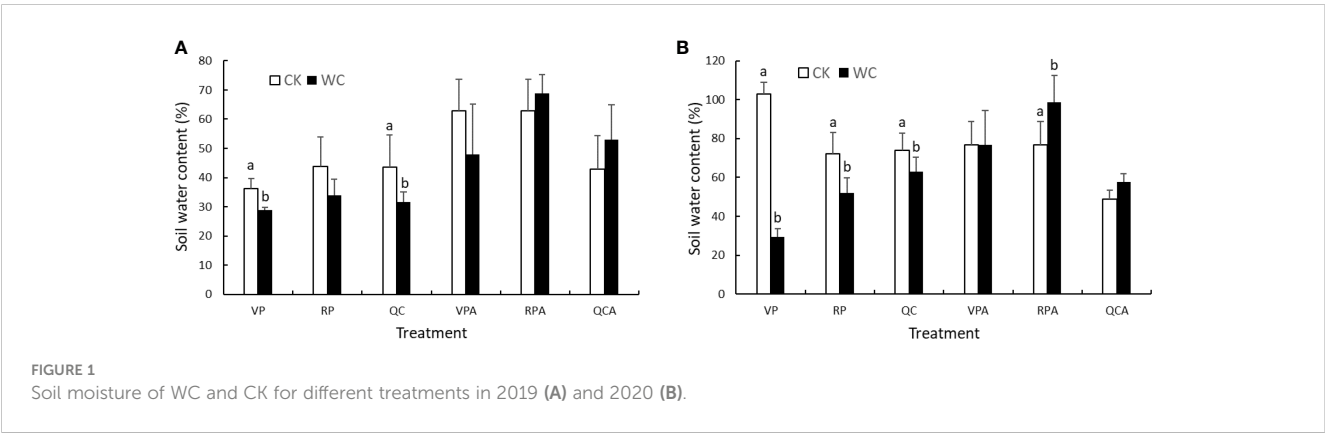 A
80
70
60
50
40
30
20
10
0
Soil water content (%)
CK WC
a
b
a
b
VP RP QC VPA RPA QCA
Treatment
B
120
100
80
60
40
20
0
Soil water content (%)
CK WC
a
b
a
b
a
b
a
b
VP RP QC VPA RPA QCA
Treatment
FIGURE 1
Soil moisture of WC and CK for different treatments in 2019 (A) and 2020 (B).